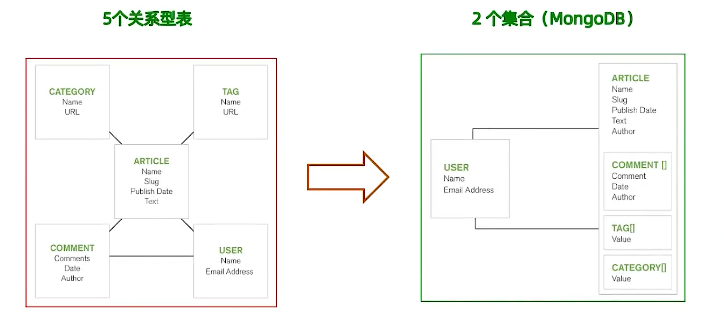 5个关系型表
CATEGORY
Name
URL
TAG
Name
URL
ARTICLE
Name
Slug
Publish Date
Text
COMMENT
Comments
Date
Author
USER
Name
Email Address
2 个集合（MongoDB）
USER
Name
Email Address
ARTICLE
Name
Slug
Publish Date
Text
Author
COMMENT []
Comment
Date
Author
TAG[]
Value
CATEGORY[]
Value